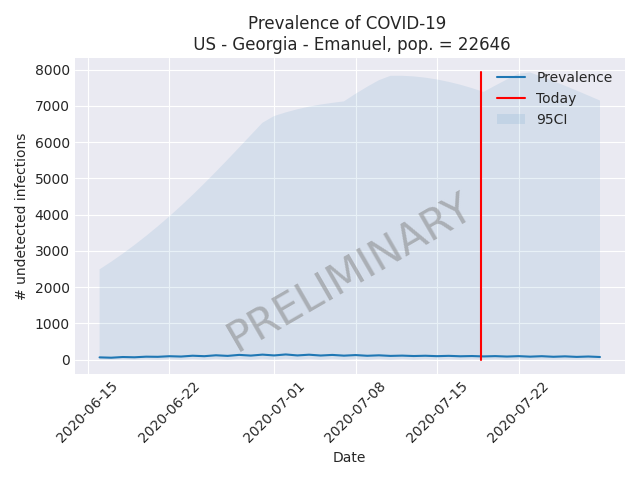 Prevalence of COVID-19
US - Georgia - Emanuel, pop. = 22646
8000
7000
6000
5000
4000
3000
2000
1000
0
# undetected infections
Prevalence
Today
95CI
PRELIMINARY
2020-06-15
2020-06-22
2020-07-01
2020-07-08
2020-07-15
2020-07-22
Date